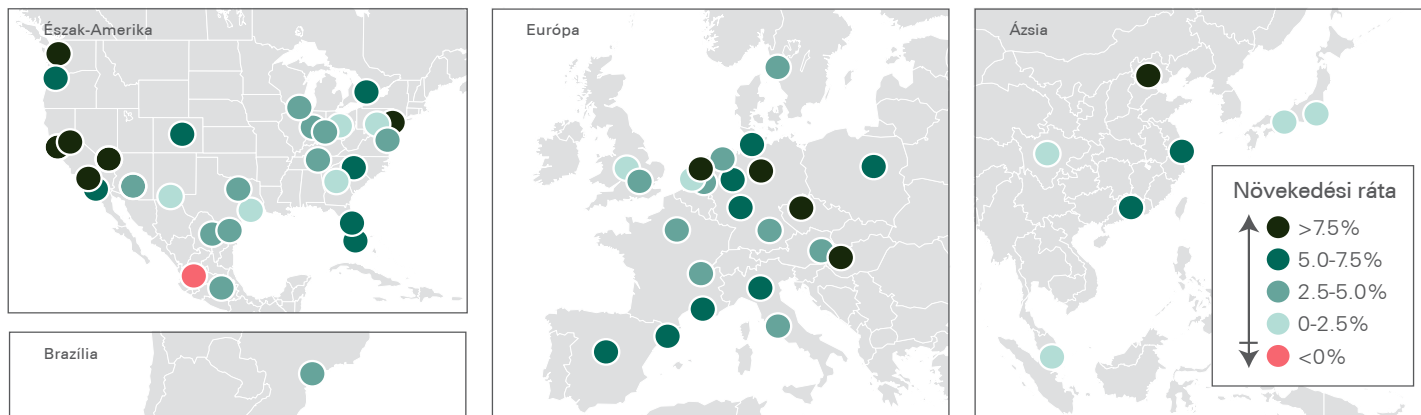 Észak-Amerika
Európa
Ázsia
Brazília
Növekedési ráta
>7.5%
5.0-7.5%
2.5-5.0%
0-2.5%
<0%